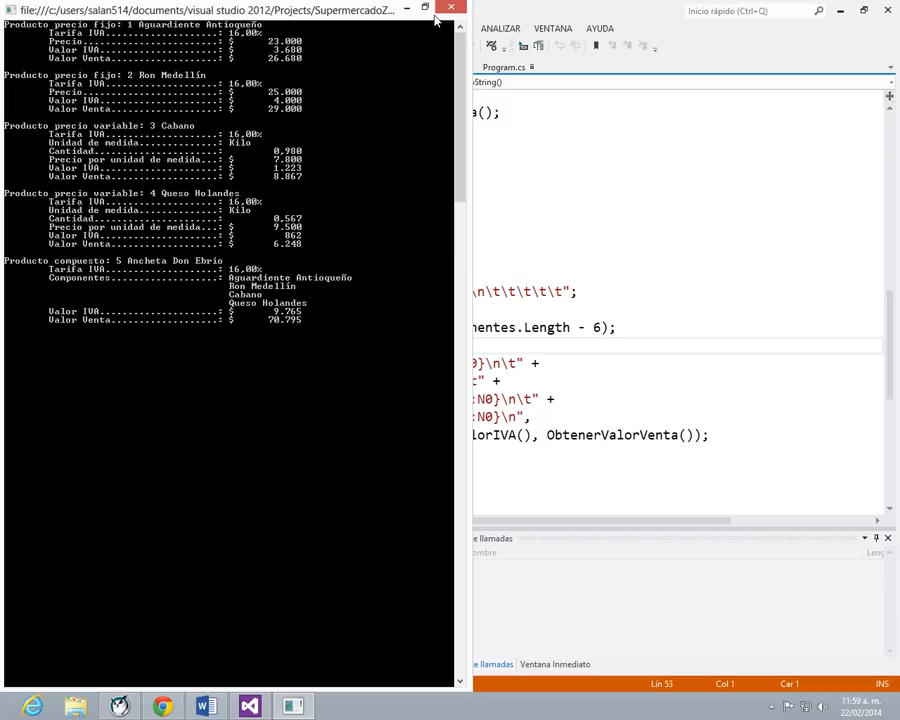 file:///c:/users/salan514/documents/visual studio 2012/Projects/SupermercadoZ...
Producto precio fijo: 1 Aguardiente Antioqueño
Tarifa IVA....................: 16,00%
Precio........................: $ 23.000
Valor IVA.....................: $ 3.680
Valor Venta...................: $ 26.680
Producto precio fijo: 2 Ron Medellín
Tarifa IVA....................: 16,00%
Precio........................: $ 25.000
Valor IVA.....................: $ 4.000
Valor Venta...................: $ 29.000
Producto precio variable: 3 Cabano
Tarifa IVA....................: 16,00%
Unidad de medida..............: Kilo
Cantidad......................: 0,980
Precio por unidad de medida...: $ 7.800
Valor IVA.....................: $ 1.223
Valor Venta...................: $ 8.867
Producto precio variable: 4 Queso Holandes
Tarifa IVA....................: 16,00%
Unidad de medida..............: Kilo
Cantidad......................: 0,567
Precio por unidad de medida...: $ 9.500
Valor IVA.....................: $ 862
Valor Venta...................: $ 6.248
Producto compuesto: 5 Ancheta Don Ebrio
Tarifa IVA....................: 16,00%
Componentes...................: Aguardiente Antioqueño
Ron Medellín
Cabano
Queso Holandes
Valor IVA.....................: $ 9.765
Valor Venta...................: $ 70.795
Inicio rápido (Ctrl+Q)
ANALIZAR VENTANA AYUDA
Program.cs
oString()
a();
\n\t\t\t\t\t";
nentes.Length - 6);
0}\n\t" +
t" +
:N0}\n\t" +
:N0}\n",
lorIVA(), ObtenerValorVenta());
e llamadas
ombre Leng
e llamadas Ventana Inmediato
Lín 53 Col 1 Car 1 INS
11:59 a. m.
22/02/2014